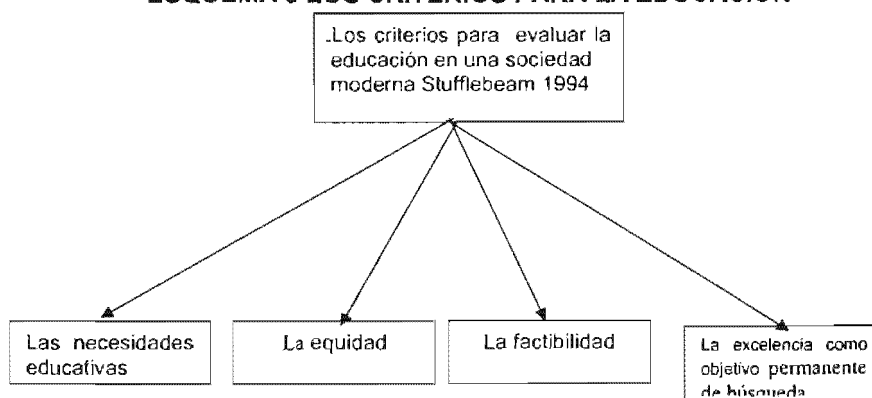 .Los criterios para evaluar la
educación en una sociedad
moderna Stufflebeam 1994
Las necesidades
educativas
La equidad
La factibilidad
La excelencia como
objetivo permanente
de búsqueda